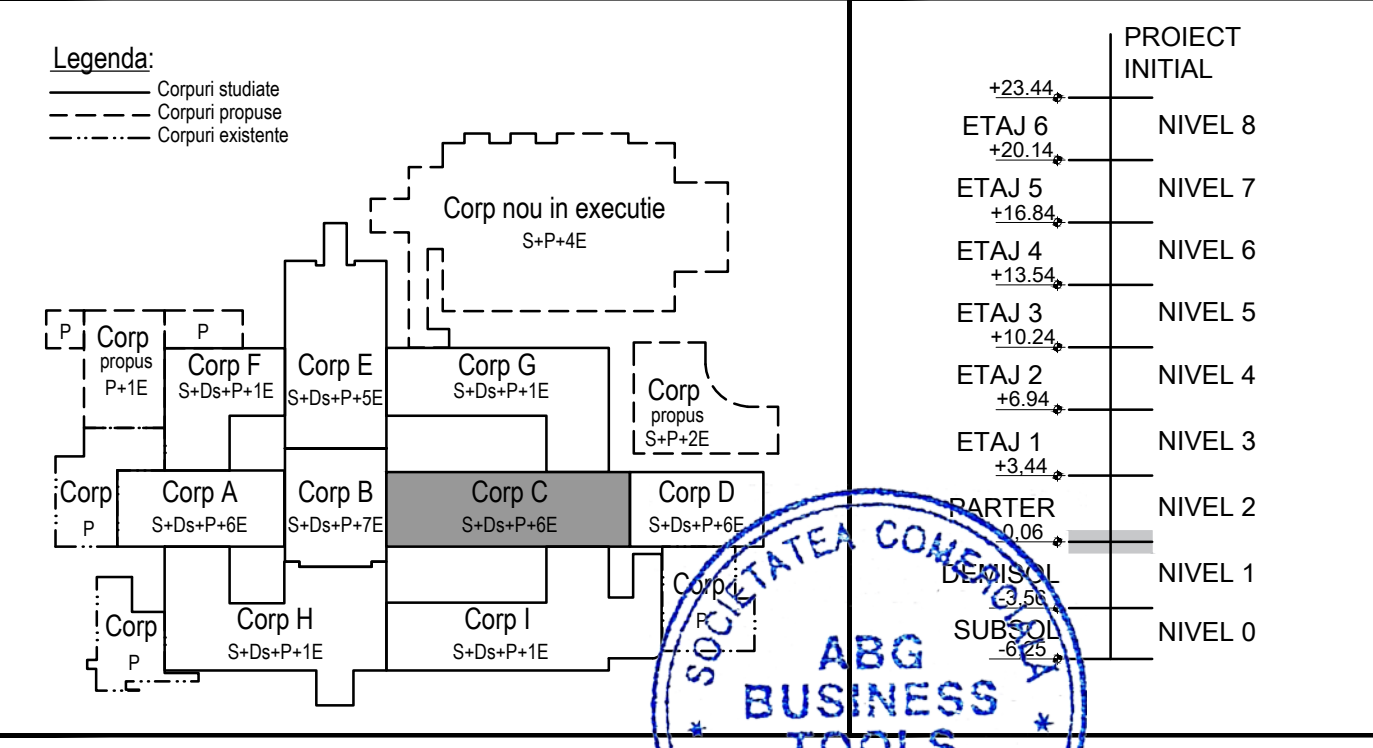 Legenda:
Corpuri studiate
Corpuri propuse
Corpuri existente
Corp nou in executie
S+P+4E
P
Corp
propus
P+1E
P
Corp F
S+Ds+P+1E
Corp E
S+Ds+P+5E
Corp G
S+Ds+P+1E
Corp
propus
S+P+2E
Corp
P
Corp A
S+Ds+P+6E
Corp B
S+Ds+P+7E
Corp C
S+Ds+P+6E
Corp D
S+Ds+P+6E
Corp
P
Corp H
S+Ds+P+1E
Corp I
S+Ds+P+1E
Corp
P
PROIECT
INITIAL
+23.44
ETAJ 6
NIVEL 8
+20.14
ETAJ 5
NIVEL 7
+16.84
ETAJ 4
NIVEL 6
+13.54
ETAJ 3
NIVEL 5
+10.24
ETAJ 2
NIVEL 4
+6.94
ETAJ 1
NIVEL 3
+3,44
PARTER
NIVEL 2
0,06
DEMISOL
NIVEL 1
-3,56
SUBSOL
NIVEL 0
-6,25
SOCIETATEA COMERCIALA
ABG
BUSINESS
TOOLS